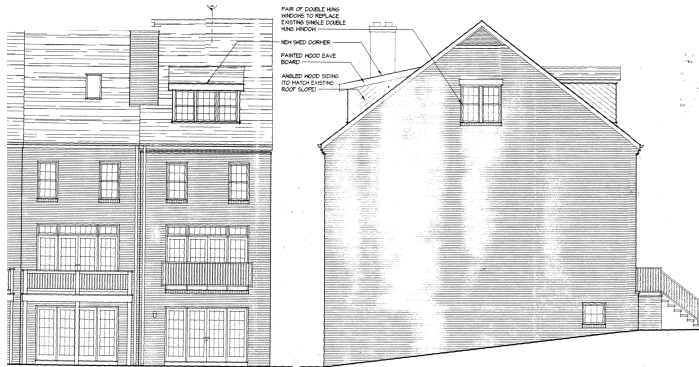 PAIR OF DOUBLE HUNG
WINDOWS TO REPLACE
EXISTING SINGLE DOUBLE
HUNG WINDOW
NEW SHED DORMER
PAINTED WOOD EAVE
BOARD
ANGLED WOOD SIDING
(TO MATCH EXISTING
ROOF SLOPE)